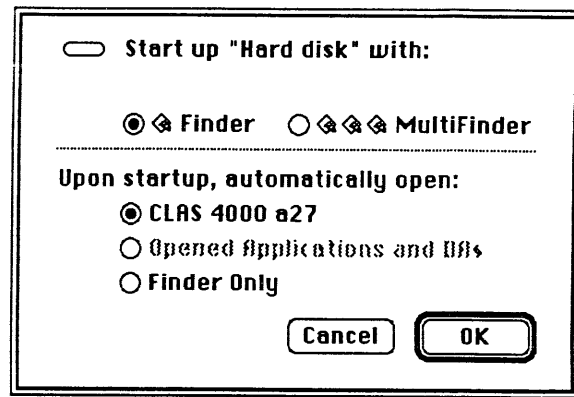 Start up "Hard disk" with:
Finder MultiFinder
Upon startup, automatically open:
CLAS 4000 a27
Opened Applications and DAs
Finder Only
Cancel OK